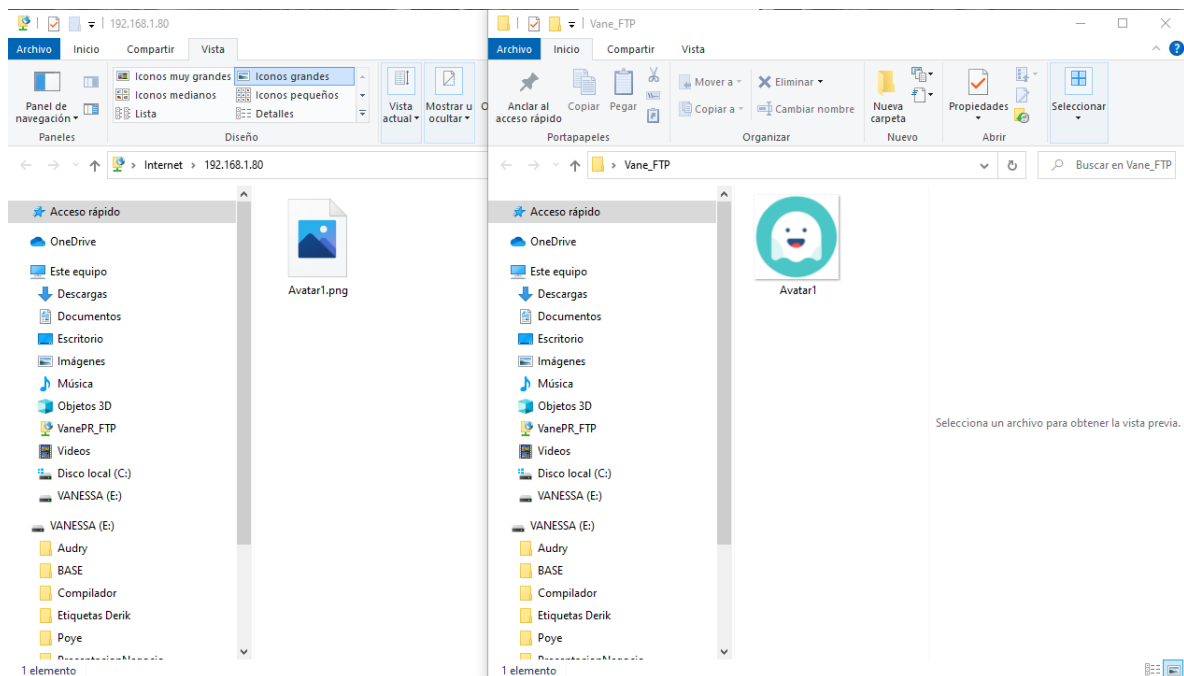 192.168.1.80
Archivo Inicio Compartir Vista
Iconos muy grandes Iconos grandes
Iconos medianos Iconos pequeños
Lista Detalles
Panel de navegación
Vista actual
Mostrar u ocultar
Paneles Diseño
Internet > 192.168.1.80
Acceso rápido
OneDrive
Este equipo
Descargas
Documentos
Escritorio
Imágenes
Música
Objetos 3D
VanePR_FTP
Videos
Disco local (C:)
VANESSA (E:)
VANESSA (E:)
Audry
BASE
Compilador
Etiquetas Derik
Poye
Avatar1.png
1 elemento
Vane_FTP
Archivo Inicio Compartir Vista
Anclar al acceso rápido
Copiar
Pegar
Mover a
Copiar a
Eliminar
Cambiar nombre
Nueva carpeta
Propiedades
Seleccionar
Portapapeles Organizar Nuevo Abrir
> Vane_FTP
Buscar en Vane_FTP
Acceso rápido
OneDrive
Este equipo
Descargas
Documentos
Escritorio
Imágenes
Música
Objetos 3D
VanePR_FTP
Videos
Disco local (C:)
VANESSA (E:)
VANESSA (E:)
Audry
BASE
Compilador
Etiquetas Derik
Poye
Avatar1
Selecciona un archivo para obtener la vista previa.
1 elemento